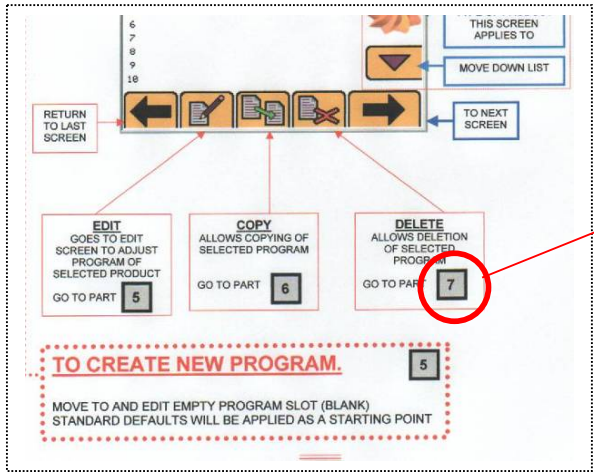 6
7
8
9
10
THIS SCREEN
APPLIES TO
MOVE DOWN LIST
RETURN
TO LAST
SCREEN
TO NEXT
SCREEN
EDIT
GOES TO EDIT
SCREEN TO ADJUST
PROGRAM OF
SELECTED PRODUCT
GO TO PART 5
COPY
ALLOWS COPYING OF
SELECTED PROGRAM
GO TO PART 6
DELETE
ALLOWS DELETION
OF SELECTED
PROGRAM
GO TO PART 7
TO CREATE NEW PROGRAM. 5
MOVE TO AND EDIT EMPTY PROGRAM SLOT (BLANK)
STANDARD DEFAULTS WILL BE APPLIED AS A STARTING POINT